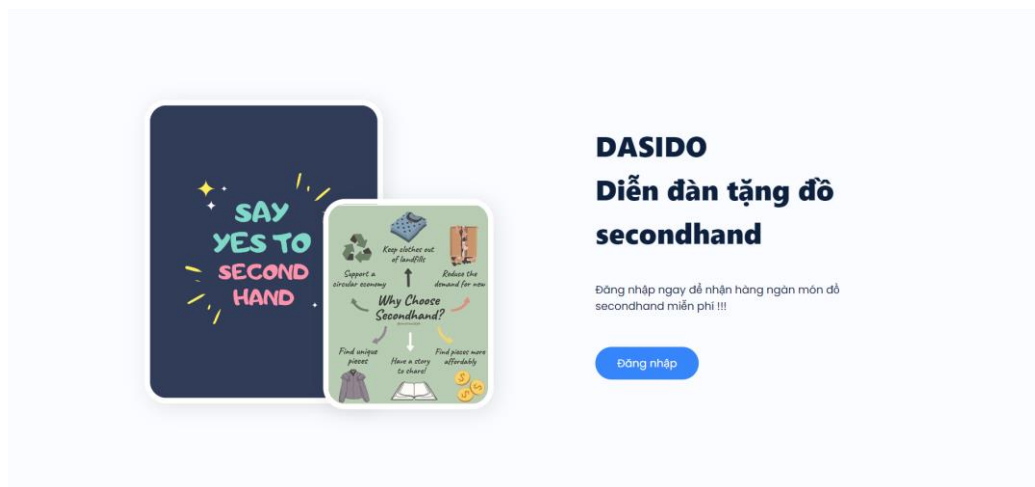 SAY
YES TO
SECOND
HAND
Keep clothes out
of landfills
Support a
circular economy
Reduce the
demand for new
Why Choose
Secondhand?
Find unique
pieces
Have a story
to share!
Find pieces more
affordably
DASIDO
Diễn đàn tặng đồ
secondhand
Đăng nhập ngay để nhận hàng ngàn món đồ
secondhand miễn phí !!!
Đăng nhập